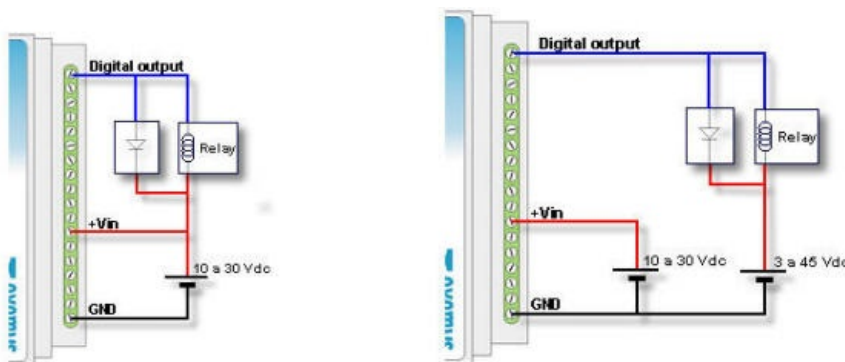 Digital output
Relay
+Vin
10 a 30 Vdc
GND
Digital output
Relay
+Vin
10 a 30 Vdc
3 a 45 Vdc
GND